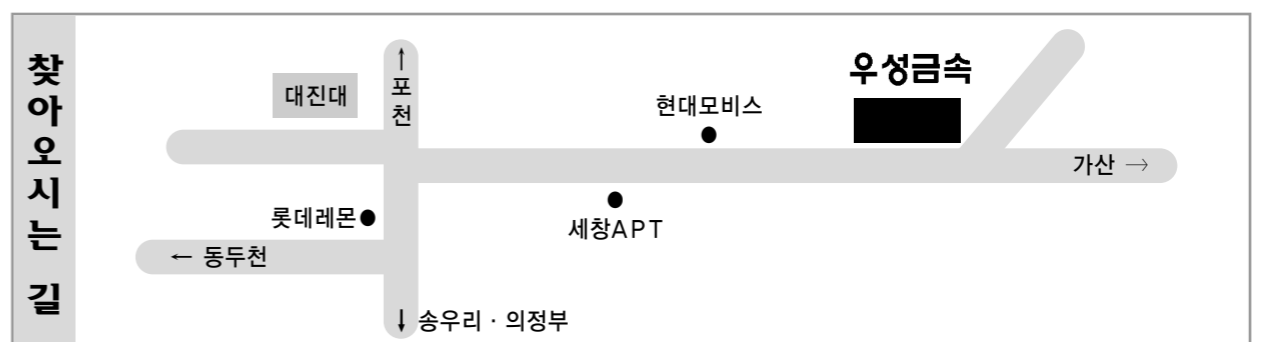 찾아오시는 길
↑ 포천
대진대
우성금속
현대모비스
가산 →
롯데레몬
세창APT
← 동두천
↓ 송우리 · 의정부